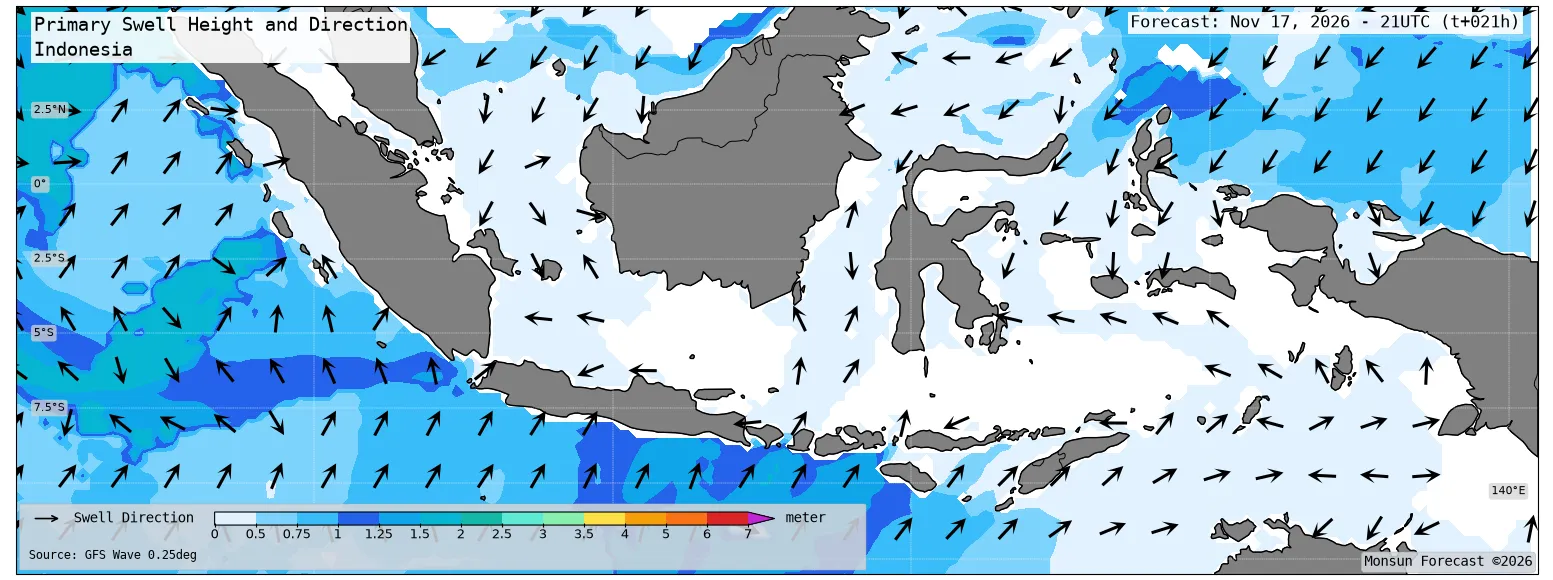 Primary Swell Height and Direction
Indonesia
Forecast: Nov 17, 2026 - 21UTC (t+021h)
2.5°N
0°
2.5°S
5°S
7.5°S
140°E
Swell Direction
0 0.5 0.75 1 1.25 1.5 2 2.5 3 3.5 4 5 6 7 meter
Source: GFS Wave 0.25deg
Monsun Forecast ©2026